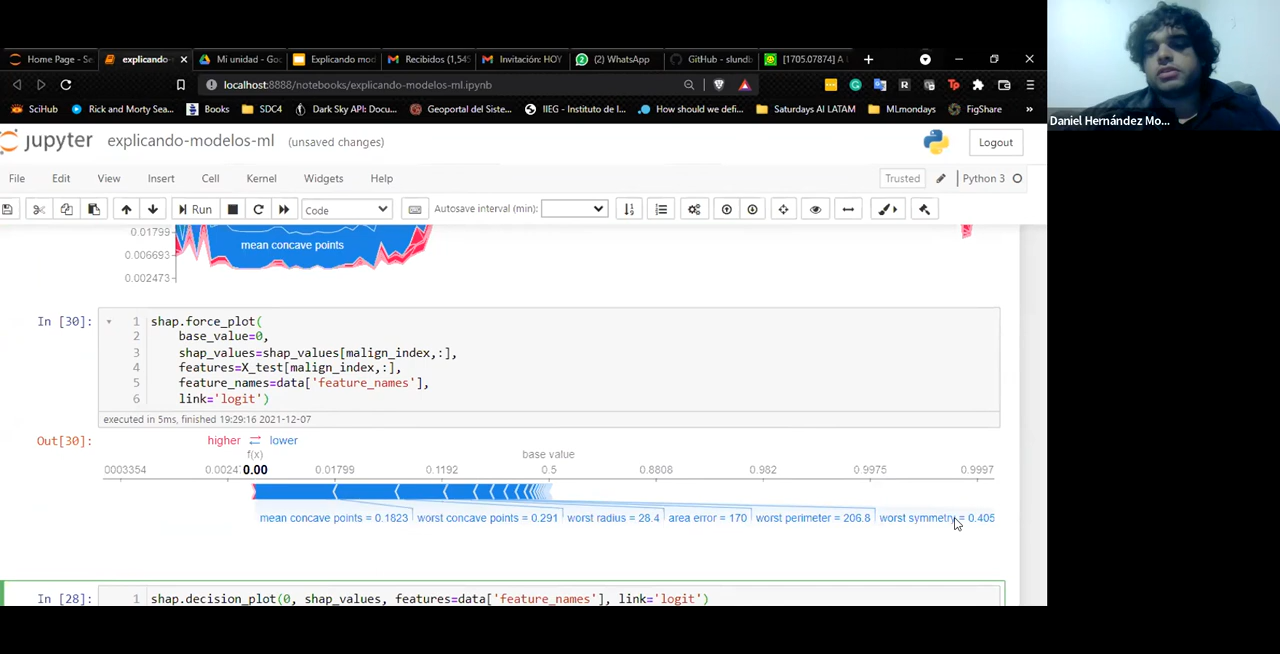 Home Page - Se
explicando-
Mi unidad - Goo
Explicando mod
Recibidos (1,545
Invitación: HOY
(2) WhatsApp
GitHub - slundb
[1705.07874] A
localhost:8888/notebooks/explicando-modelos-ml.ipynb
SciHub
Rick and Morty Sea...
Books
SDC4
Dark Sky API: Docu...
Geoportal del Siste...
IIEG - Instituto de I...
How should we defi...
Saturdays AI LATAM
MLmondays
FigShare
»
Daniel Hernández Mo...
jupyter explicando-modelos-ml (unsaved changes)
Logout
File Edit View Insert Cell Kernel Widgets Help
Trusted
Python 3
Run
Code
Autosave interval (min):
0.01799
mean concave points
0.006693
0.002473
In [30]:
1 shap.force_plot(
2 base_value=0,
3 shap_values=shap_values[malign_index,:],
4 features=X_test[malign_index,:],
5 feature_names=data['feature_names'],
6 link='logit')
executed in 5ms, finished 19:29:16 2021-12-07
Out[30]:
higher ⇄ lower
f(x) base value
0003354 0.0024 0.00 0.01799 0.1192 0.5 0.8808 0.982 0.9975 0.9997
mean concave points = 0.1823 worst concave points = 0.291 worst radius = 28.4 area error = 170 worst perimeter = 206.8 worst symmetry = 0.405
In [28]:
1 shap.decision_plot(0, shap_values, features=data['feature_names'], link='logit')